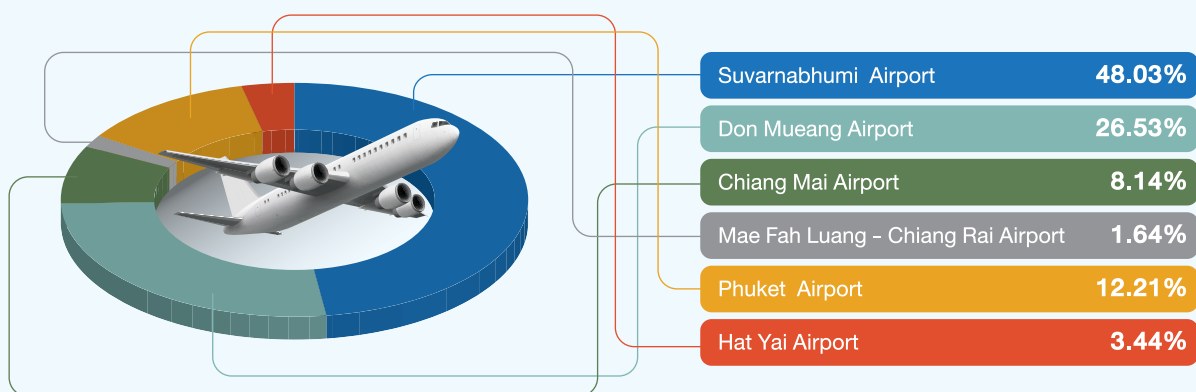 Suvarnabhumi Airport 48.03%
Don Mueang Airport 26.53%
Chiang Mai Airport 8.14%
Mae Fah Luang - Chiang Rai Airport 1.64%
Phuket Airport 12.21%
Hat Yai Airport 3.44%